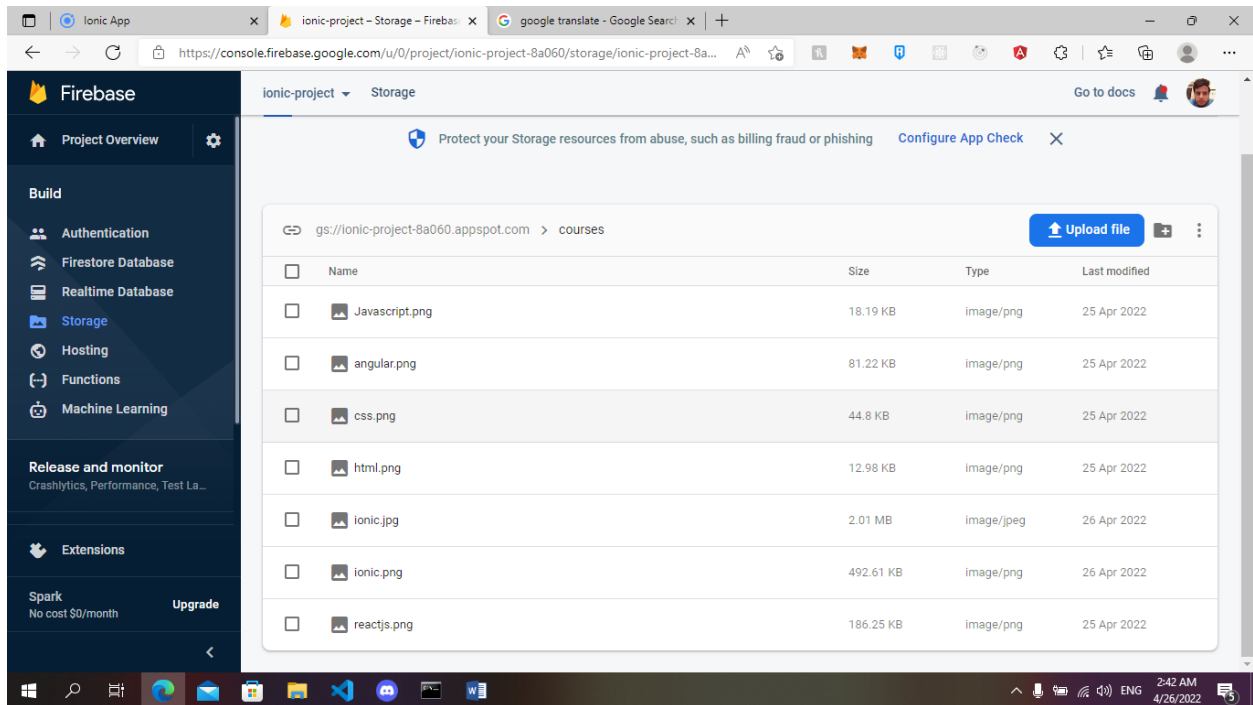 Ionic App
ionic-project – Storage – Firebas
google translate - Google Search
https://console.firebase.google.com/u/0/project/ionic-project-8a060/storage/ionic-project-8a...
Firebase
ionic-project Storage
Go to docs
Project Overview
Protect your Storage resources from abuse, such as billing fraud or phishing Configure App Check
Build
Authentication
Firestore Database
Realtime Database
Storage
Hosting
Functions
Machine Learning
Release and monitor
Crashlytics, Performance, Test La...
Extensions
Spark
No cost $0/month
Upgrade
gs://ionic-project-8a060.appspot.com > courses
Upload file
Name Size Type Last modified
Javascript.png 18.19 KB image/png 25 Apr 2022
angular.png 81.22 KB image/png 25 Apr 2022
css.png 44.8 KB image/png 25 Apr 2022
html.png 12.98 KB image/png 25 Apr 2022
ionic.jpg 2.01 MB image/jpeg 26 Apr 2022
ionic.png 492.61 KB image/png 26 Apr 2022
reactjs.png 186.25 KB image/png 25 Apr 2022
ENG
2:42 AM
4/26/2022
5